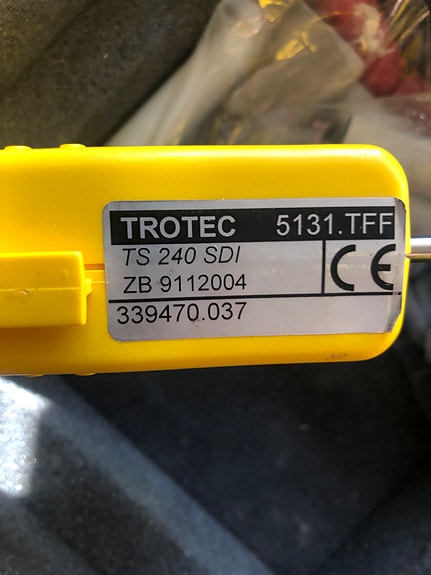 TROTEC 5131.TFF
TS 240 SDI
ZB 9112004
CE
339470.037